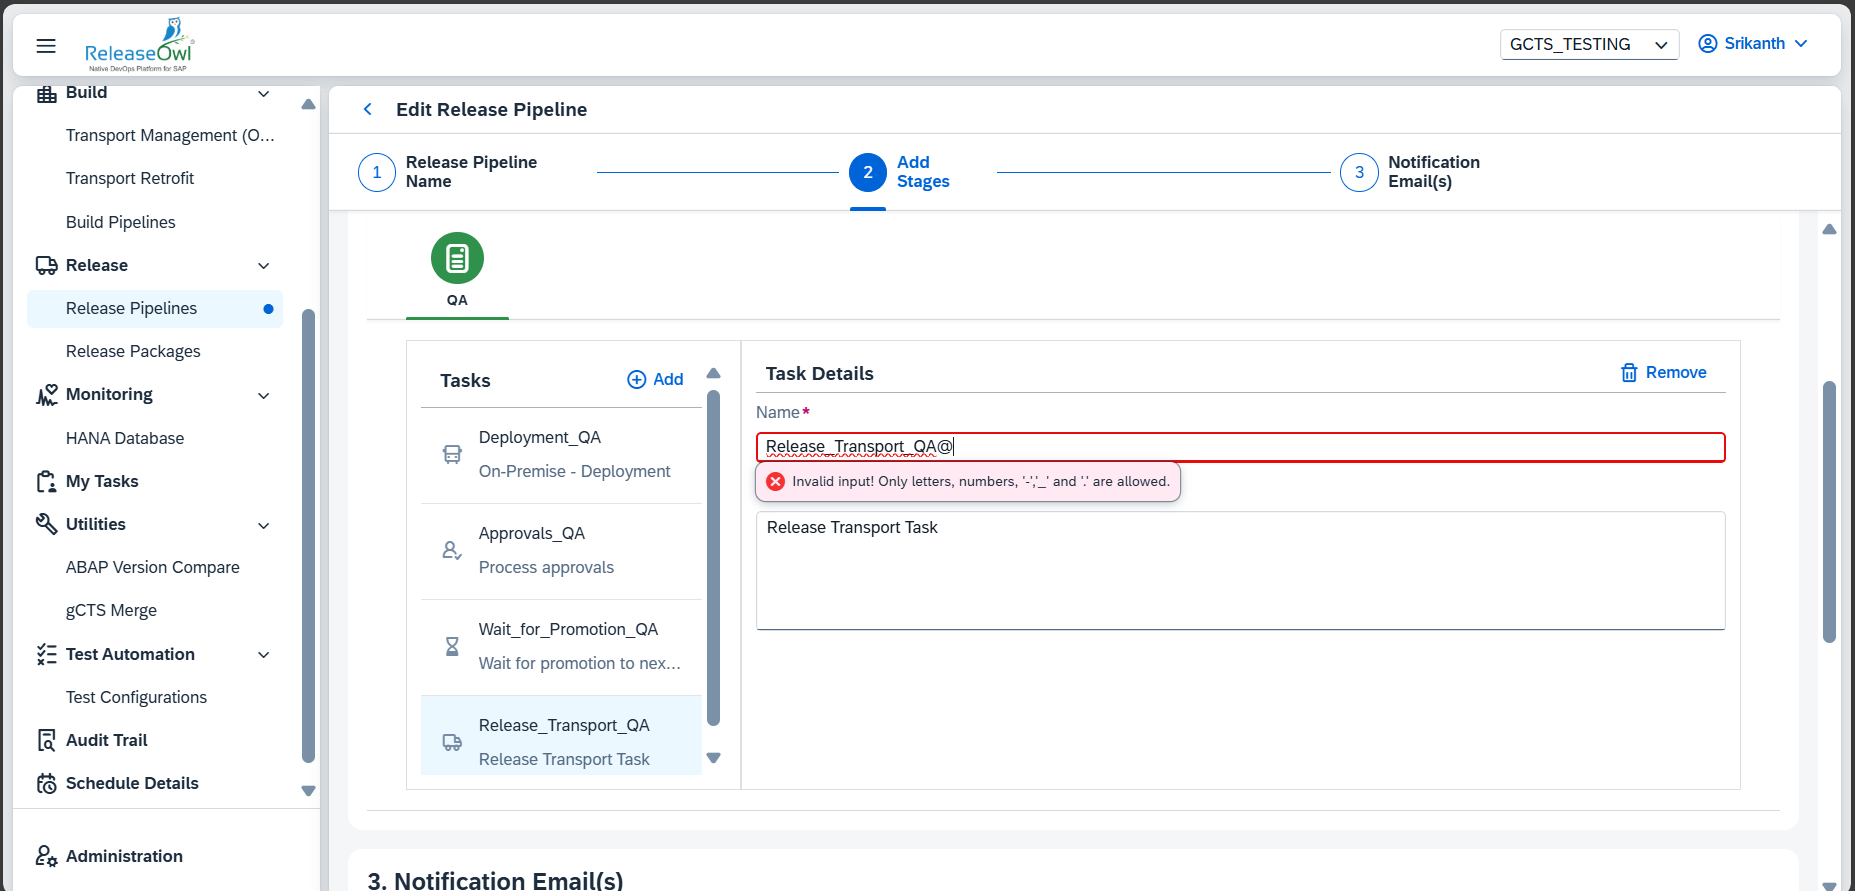 ReleaseOwl
Native DevOps Platform for SAP
GCTS_TESTING
Srikanth
Build
Transport Management (O...
Transport Retrofit
Build Pipelines
Release
Release Pipelines
Release Packages
Monitoring
HANA Database
My Tasks
Utilities
ABAP Version Compare
gCTS Merge
Test Automation
Test Configurations
Audit Trail
Schedule Details
Administration
Edit Release Pipeline
1
Release Pipeline
Name
2
Add
Stages
3
Notification
Email(s)
QA
Tasks
Add
Deployment_QA
On-Premise - Deployment
Approvals_QA
Process approvals
Wait_for_Promotion_QA
Wait for promotion to nex...
Release_Transport_QA
Release Transport Task
Task Details
Remove
Name*
Release_Transport_QA@
Invalid input! Only letters, numbers, '-','_' and '.' are allowed.
Release Transport Task
3. Notification Email(s)